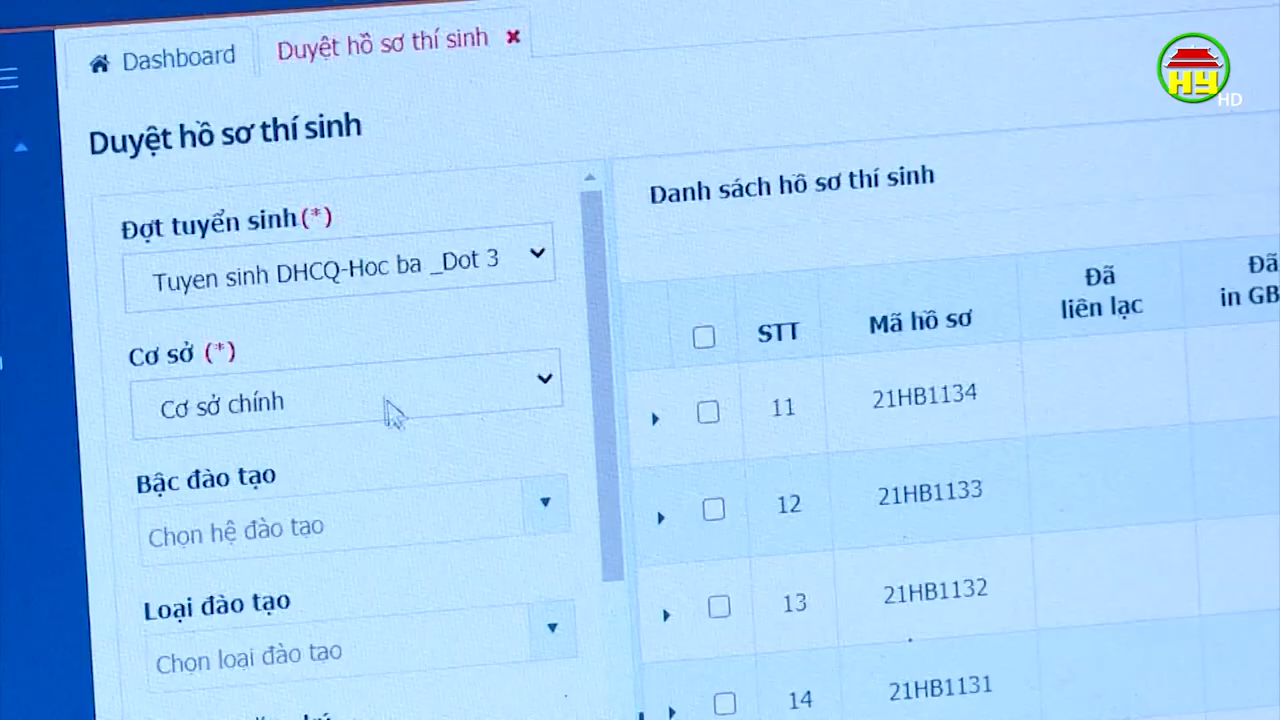 Dashboard
Duyệt hồ sơ thí sinh
HY
HD
Duyệt hồ sơ thí sinh
Đợt tuyển sinh(*)
Tuyen sinh DHCQ-Hoc ba _Dot 3
Cơ sở (*)
Cơ sở chính
Bậc đào tạo
Chọn hệ đào tạo
Loại đào tạo
Chọn loại đào tạo
Danh sách hồ sơ thí sinh
STT
Mã hồ sơ
Đã
liên lạc
Đã
in GB
11
21HB1134
12
21HB1133
13
21HB1132
14
21HB1131